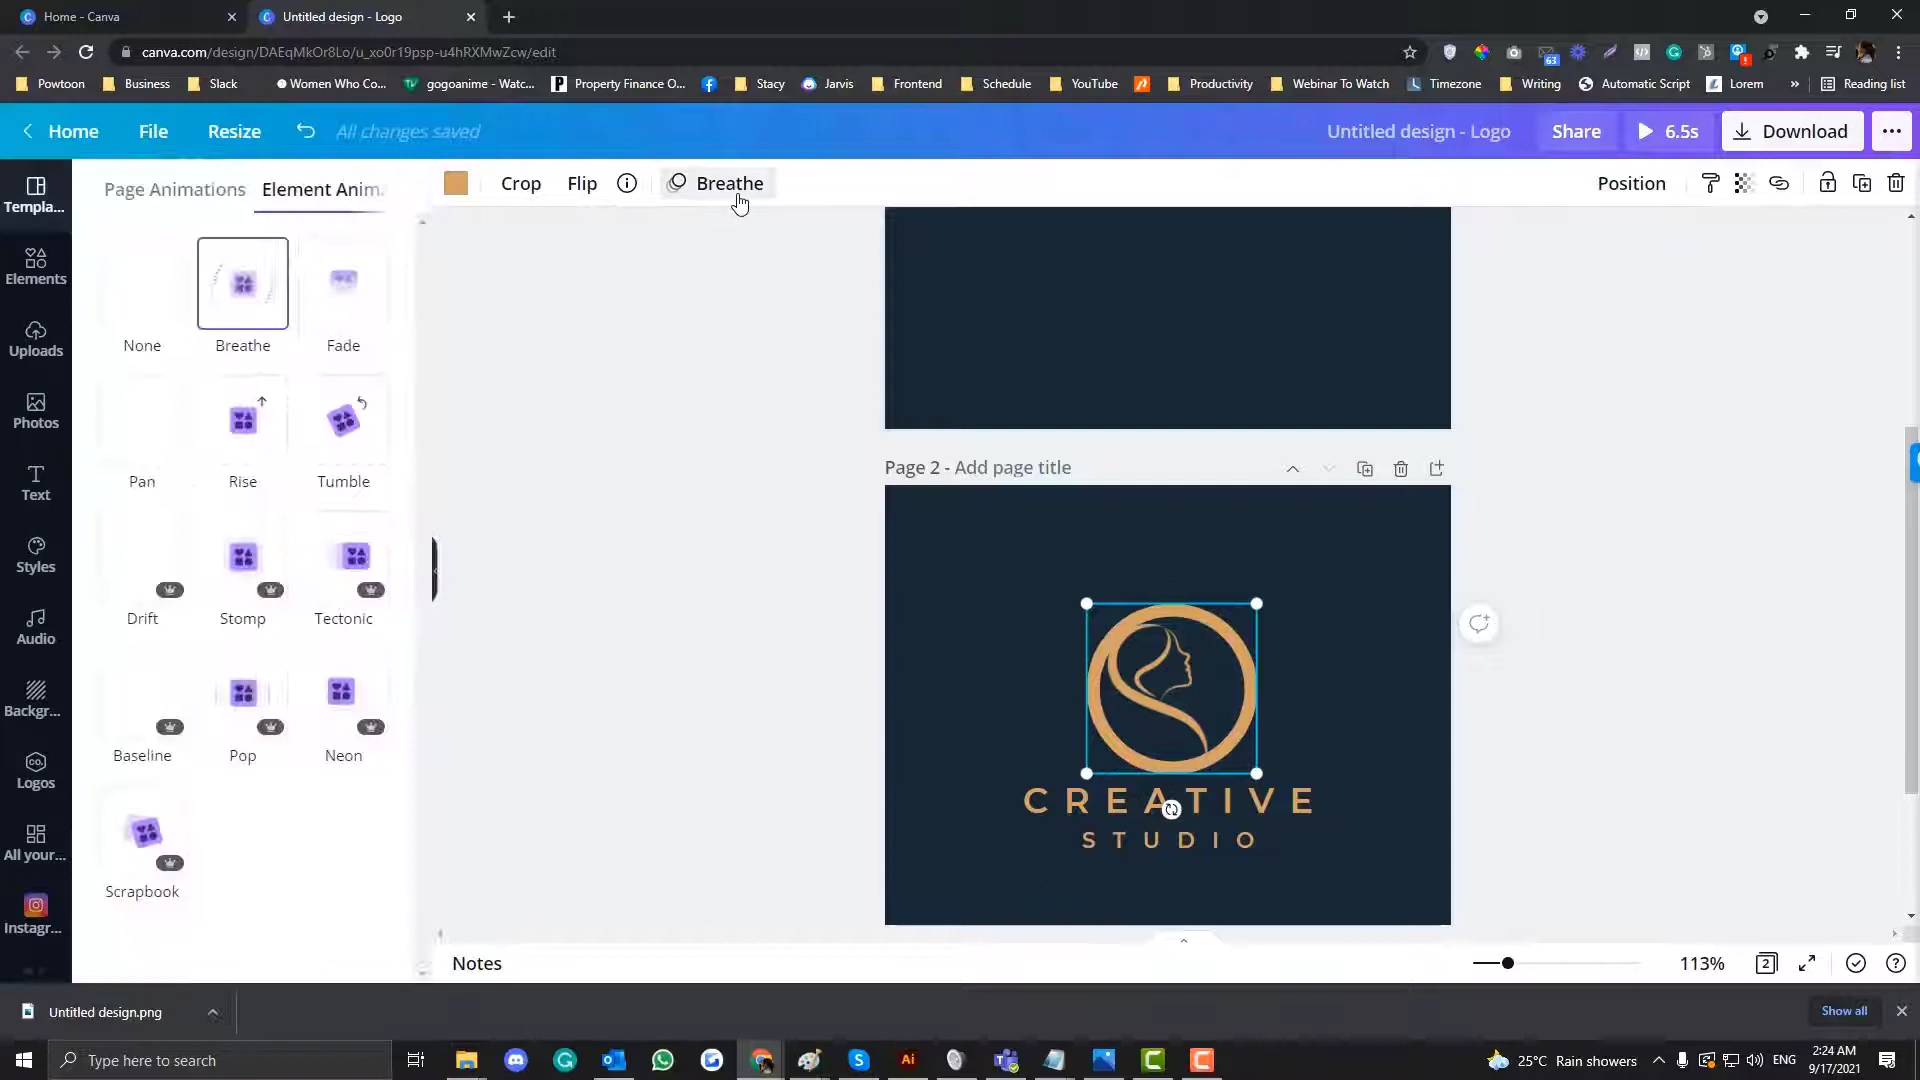 Home - Canva
Untitled design - Logo
canva.com/design/DAEqMkOr8Lo/u_xo0r19psp-u4hRXMwZcw/edit
63
Powtoon
Business
Slack
Women Who Co...
gogoanime - Watc...
Property Finance O...
Stacy
Jarvis
Frontend
Schedule
YouTube
Productivity
Webinar To Watch
Timezone
Writing
Automatic Script
Lorem
»
Reading list
Home
File
Resize
All changes saved
Untitled design - Logo
Share
6.5s
Download
Page Animations
Element Anima
Crop
Flip
Breathe
Position
Templa...
Elements
Uploads
Photos
Text
Styles
Audio
Backgr...
Logos
All your...
Instagr...
None
Breathe
Fade
Pan
Rise
Tumble
Drift
Stomp
Tectonic
Baseline
Pop
Neon
Scrapbook
Page 2 - Add page title
CREATIVE
STUDIO
Notes
113%
2
Untitled design.png
Show all
Type here to search
Ai
25°C Rain showers
ENG
2:24 AM
9/17/2021